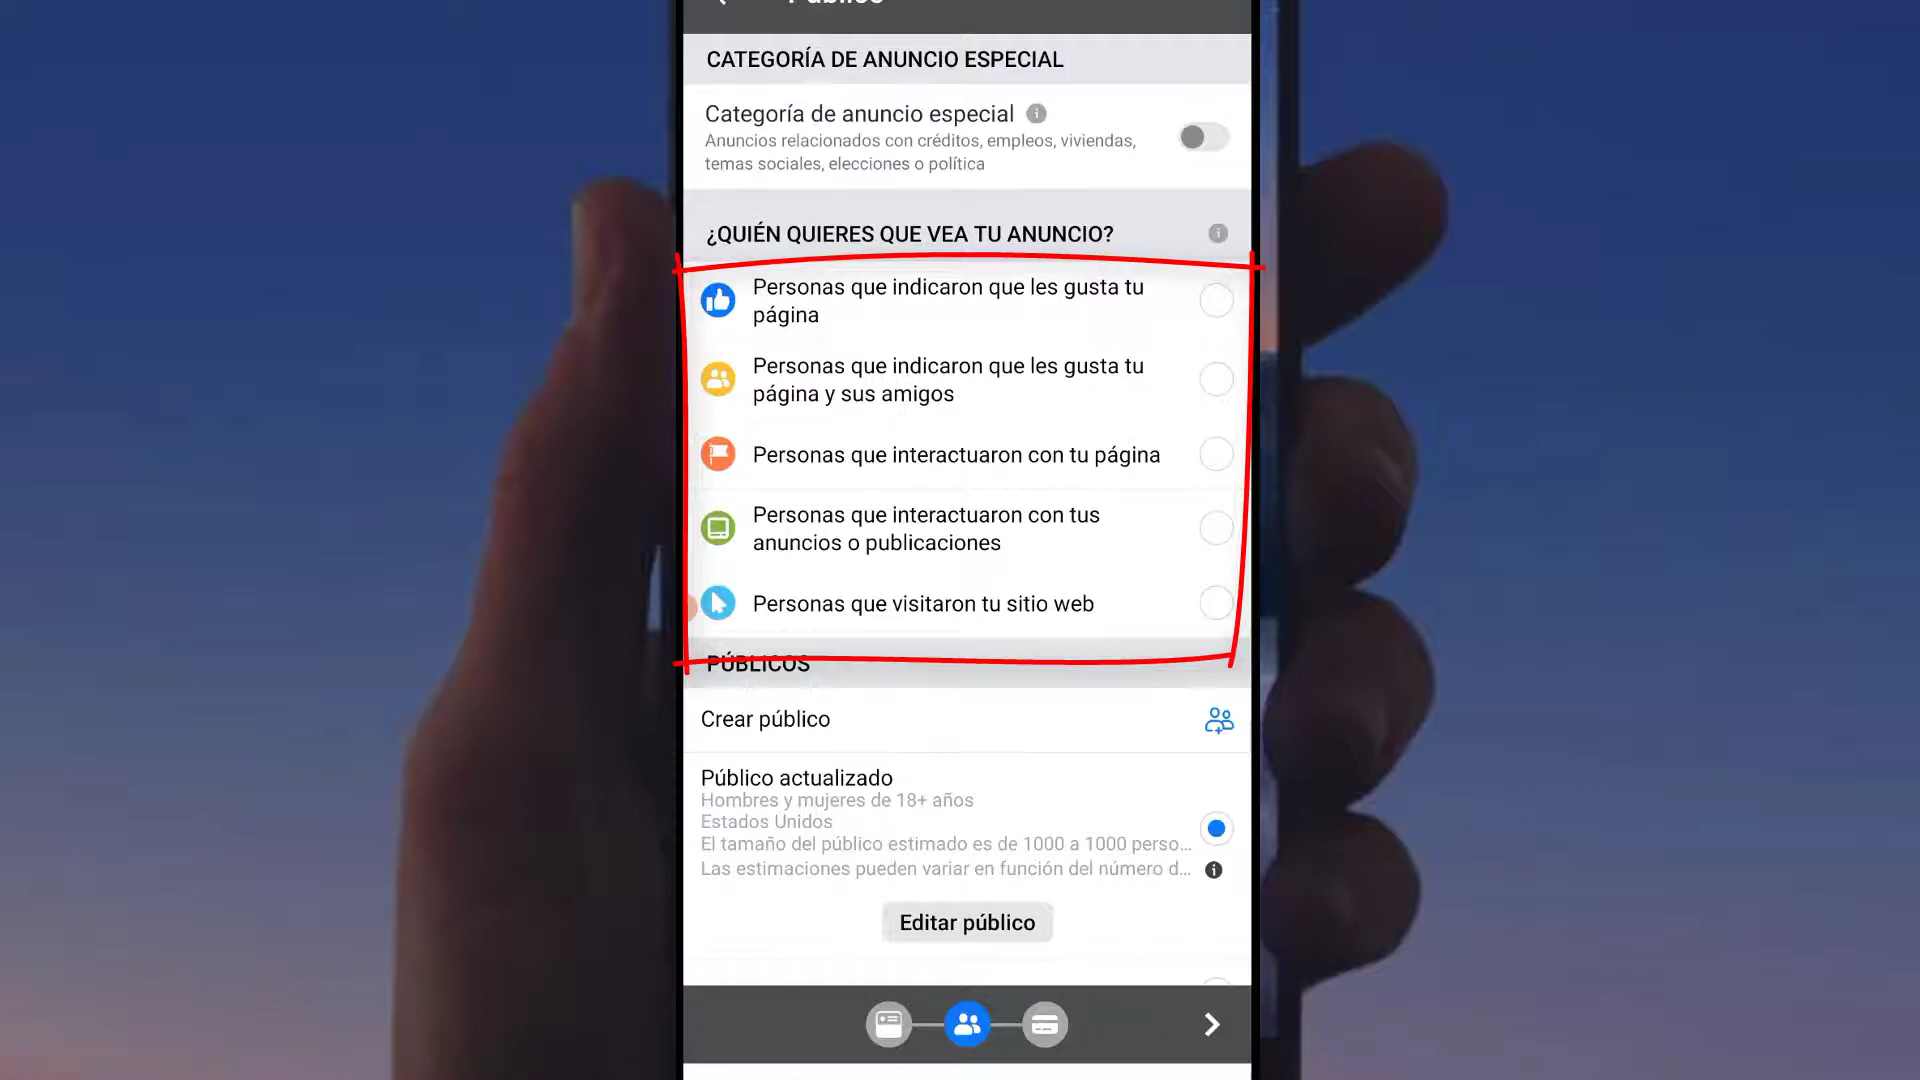 Público
CATEGORÍA DE ANUNCIO ESPECIAL
Categoría de anuncio especial
Anuncios relacionados con créditos, empleos, viviendas,
temas sociales, elecciones o política
¿QUIÉN QUIERES QUE VEA TU ANUNCIO?
Personas que indicaron que les gusta tu
página
Personas que indicaron que les gusta tu
página y sus amigos
Personas que interactuaron con tu página
Personas que interactuaron con tus
anuncios o publicaciones
Personas que visitaron tu sitio web
PÚBLICOS
Crear público
Público actualizado
Hombres y mujeres de 18+ años
Estados Unidos
El tamaño del público estimado es de 1000 a 1000 perso...
Las estimaciones pueden variar en función del número d...
Editar público